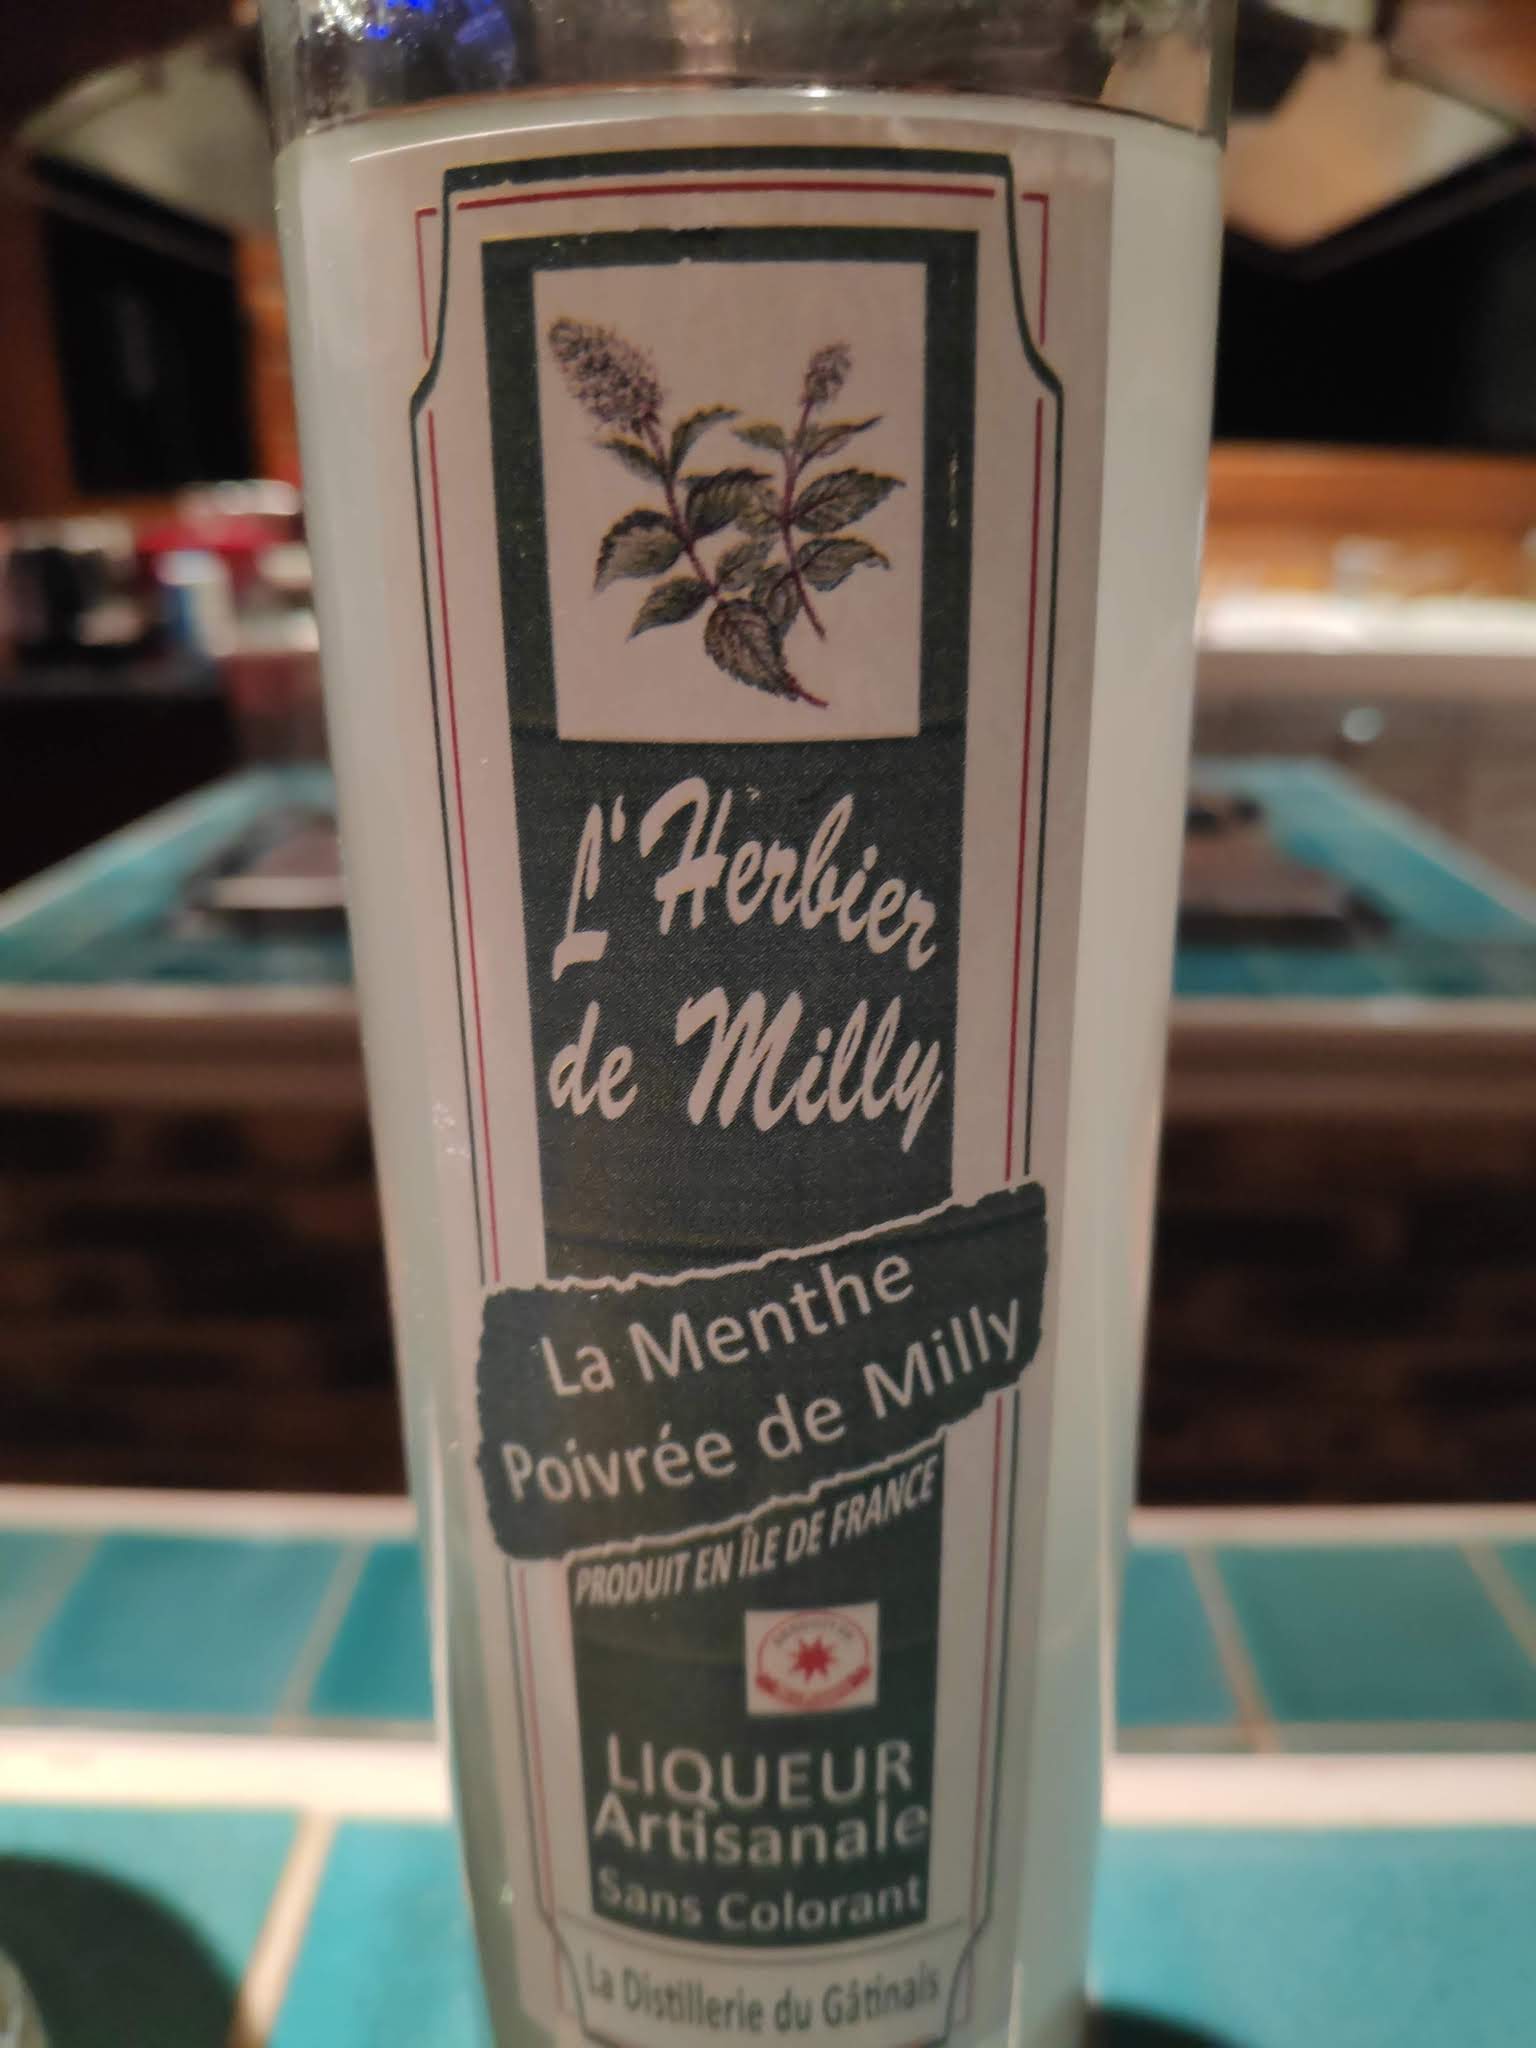 L'Herbier
de Milly
La Menthe
Poivrée de Milly
PRODUIT EN ÎLE DE FRANCE
LIQUEUR
Artisanale
Sans Colorant
La Distillerie du Gâtinais